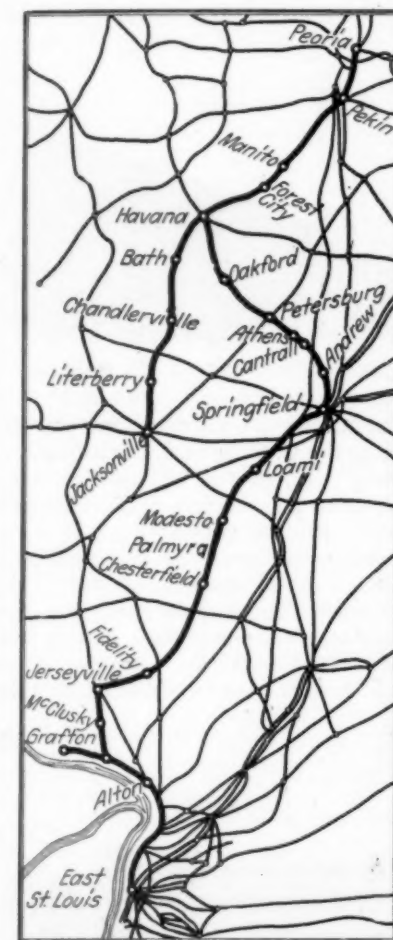 Peoria
Pekin
Manito
Forest
City
Havana
Bath
Oakford
Chandlerville
Petersburg
Athens
Cantrall
Andrew
Literberry
Springfield
Jacksonville
Loami
Modesto
Palmyra
Chesterfield
Fidelity
Jerseyville
McClusky
Grafton
Alton
East
St. Louis